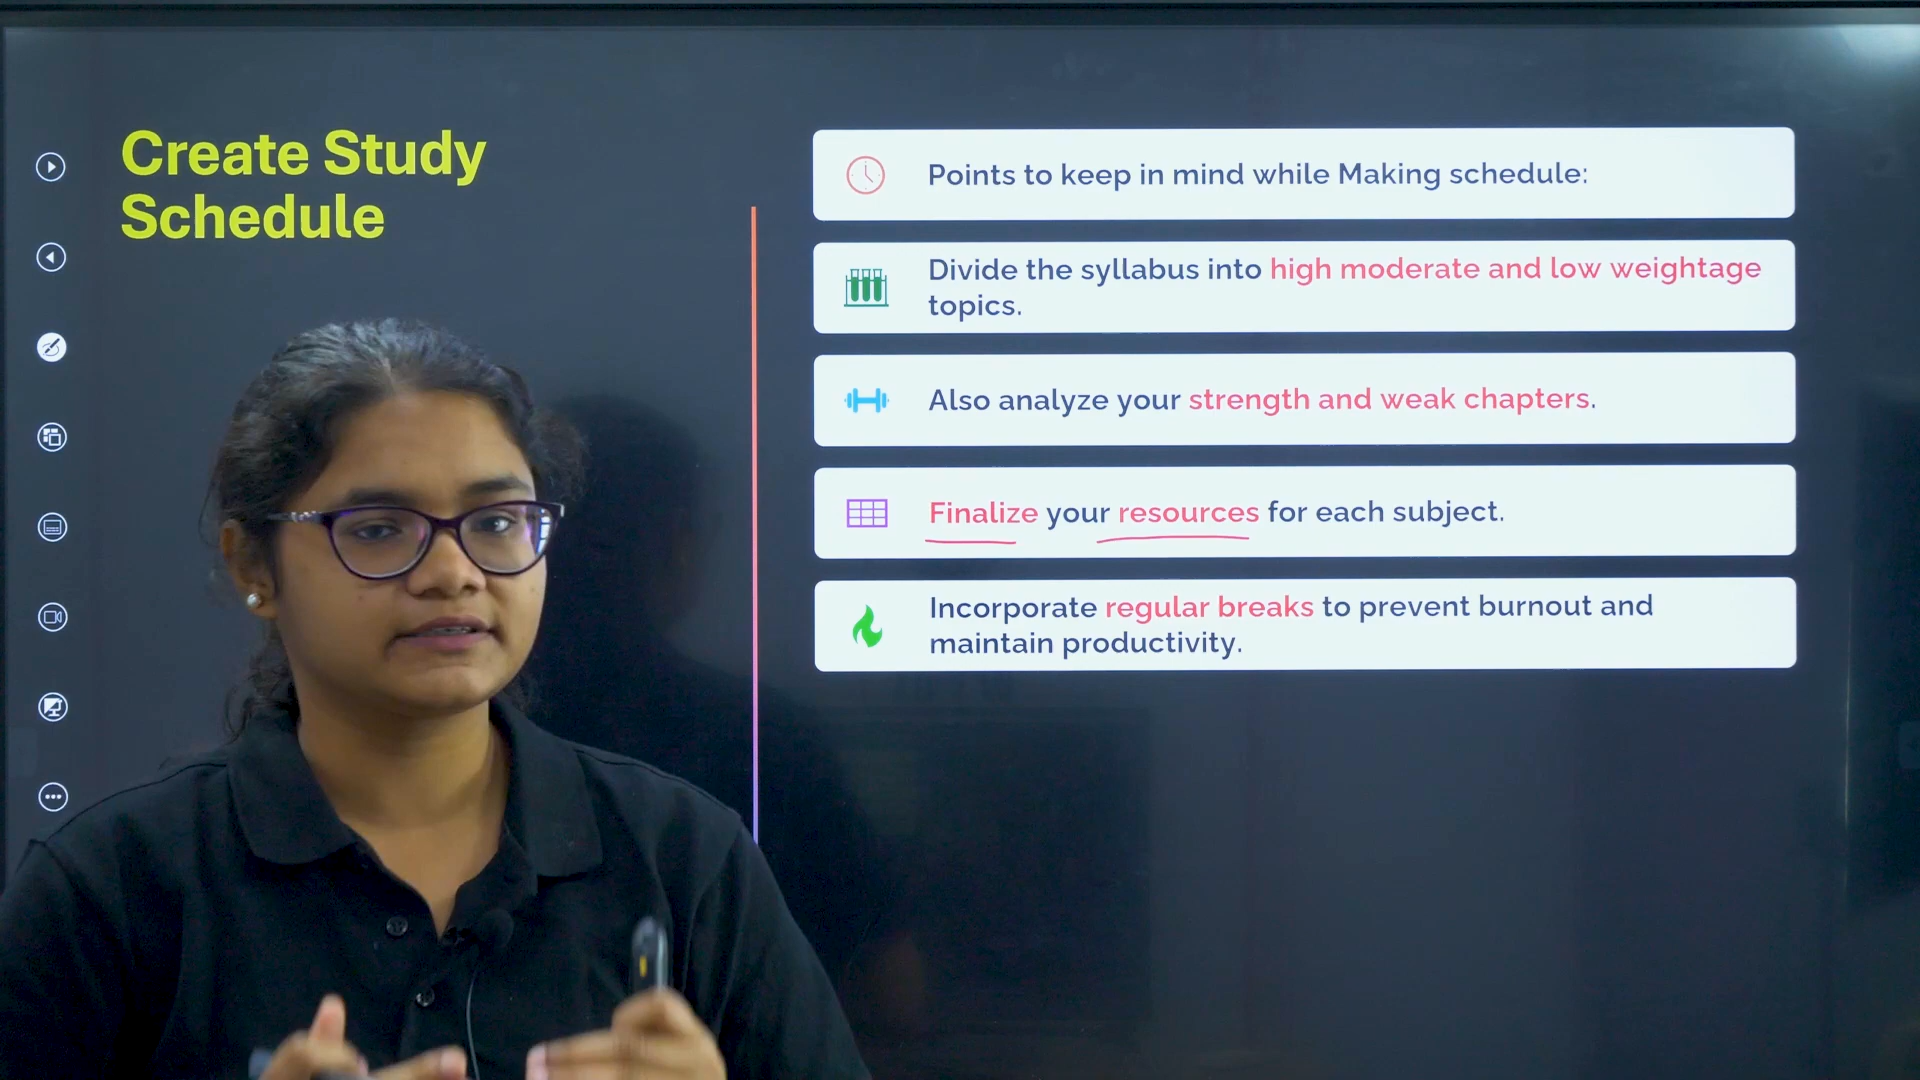 Create Study
Schedule
Points to keep in mind while Making schedule:
Divide the syllabus into high moderate and low weightage
topics.
Also analyze your strength and weak chapters.
Finalize your resources for each subject.
Incorporate regular breaks to prevent burnout and
maintain productivity.